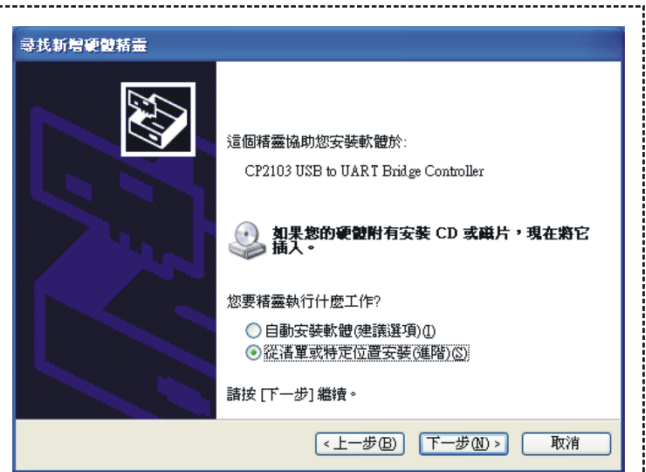 尋找新增硬體精靈
這個精靈協助您安裝軟體於:
CP2103 USB to UART Bridge Controller
如果您的硬體附有安裝 CD 或磁片，現在將它
插入。
您要精靈執行什麼工作?
自動安裝軟體(建議選項)(I)
從清單或特定位置安裝(進階)(S)
請按 [下一步] 繼續。
<上一步(B) 下一步(N)> 取消